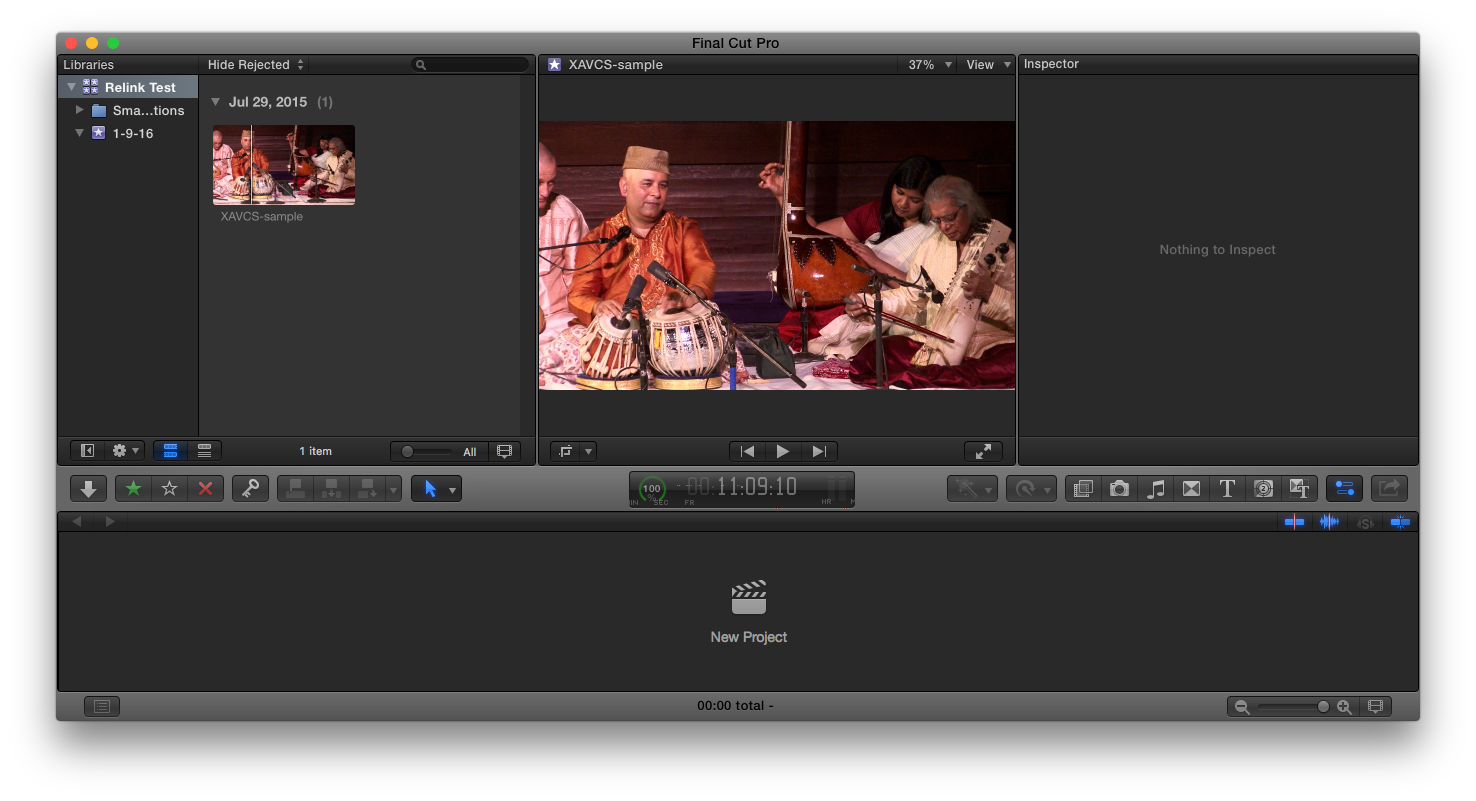 Final Cut Pro
Libraries
Hide Rejected
XAVCS-sample
37%
View
Inspector
Relink Test
Sma...tions
1-9-16
Jul 29, 2015 (1)
XAVCS-sample
Nothing to Inspect
1 item
All
100
%
-00:11:09:10
IN SEC FR HR
T
2
T
S
New Project
00:00 total -